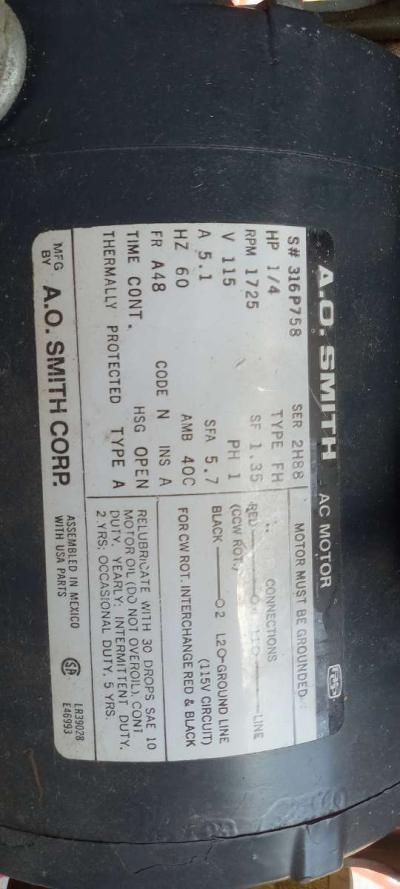 A.O. SMITH AC MOTOR
S# 316P758 SER 2H88
HP 1/4 TYPE FH
RPM 1725 SF 1.35
V 115 PH 1
A 5.1 SFA 5.7
HZ 60 AMB 40C
FR A48 CODE N INS A
TIME CONT. HSG OPEN
THERMALLY PROTECTED TYPE A
MOTOR MUST BE GROUNDED
CONNECTIONS
RED LINE
(CCW ROT.)
BLACK 2 L2 GROUND LINE
(115V CIRCUIT)
FOR CW ROT. INTERCHANGE RED & BLACK
RELUBRICATE WITH 30 DROPS SAE 10
MOTOR OIL (DO NOT OVEROIL). CONT.
DUTY, YEARLY: INTERMITTENT DUTY,
2 YRS: OCCASIONAL DUTY, 5 YRS.
MFG BY A.O. SMITH CORP.
ASSEMBLED IN MEXICO
WITH USA PARTS
SA
LR39028
E46993